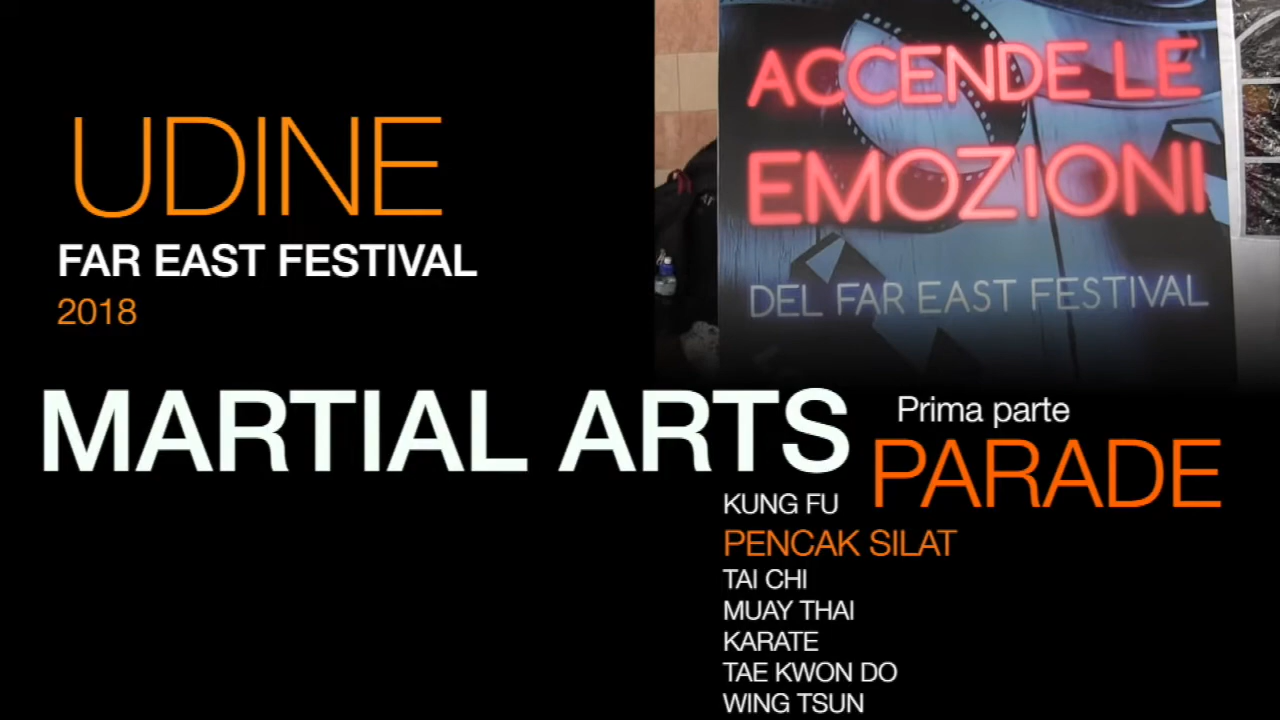 UDINE
FAR EAST FESTIVAL
2018
ACCENDE LE
EMOZIONI
DEL FAR EAST FESTIVAL
MARTIAL ARTS
Prima parte
PARADE
KUNG FU
PENCAK SILAT
TAI CHI
MUAY THAI
KARATE
TAE KWON DO
WING TSUN